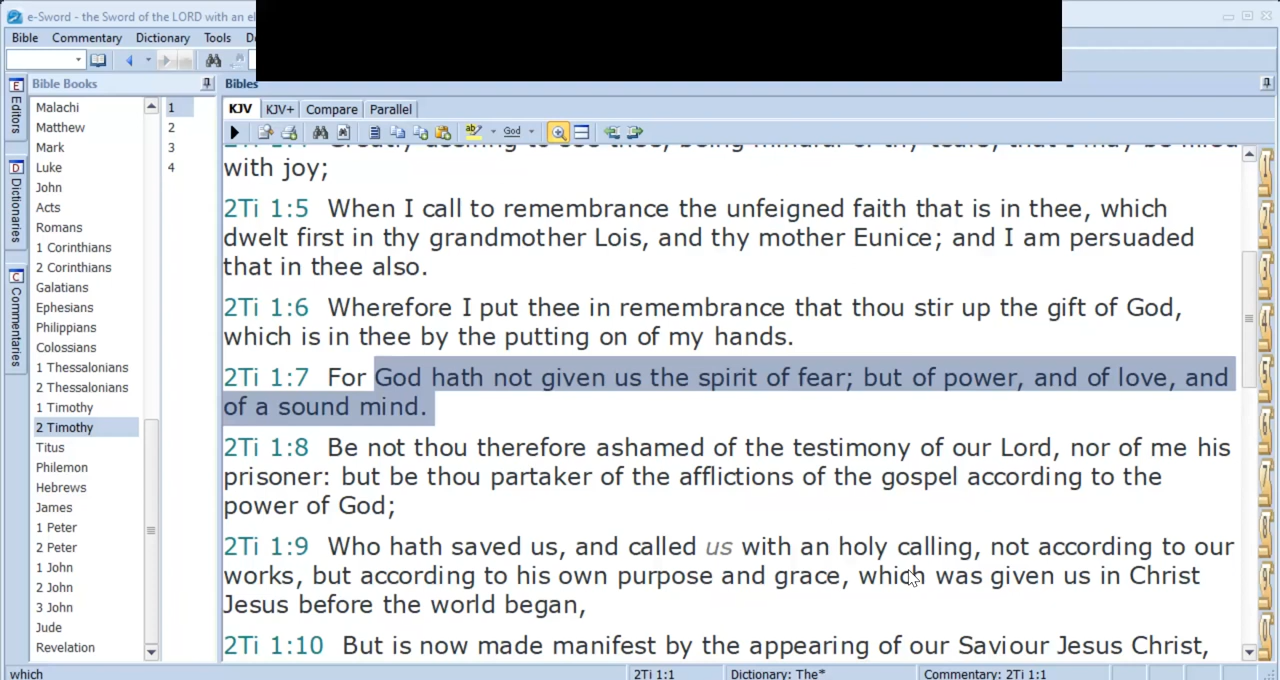 e-Sword - the Sword of the LORD with an el
Bible Commentary Dictionary Tools D
Bible Books
Bibles
Editors
Dictionaries
Commentaries
Malachi
Matthew
Mark
Luke
John
Acts
Romans
1 Corinthians
2 Corinthians
Galatians
Ephesians
Philippians
Colossians
1 Thessalonians
2 Thessalonians
1 Timothy
2 Timothy
Titus
Philemon
Hebrews
James
1 Peter
2 Peter
1 John
2 John
3 John
Jude
Revelation
1
2
3
4
KJV KJV+ Compare Parallel
God
with joy;
2Ti 1:5 When I call to remembrance the unfeigned faith that is in thee, which
dwelt first in thy grandmother Lois, and thy mother Eunice; and I am persuaded
that in thee also.
2Ti 1:6 Wherefore I put thee in remembrance that thou stir up the gift of God,
which is in thee by the putting on of my hands.
2Ti 1:7 For God hath not given us the spirit of fear; but of power, and of love, and
of a sound mind.
2Ti 1:8 Be not thou therefore ashamed of the testimony of our Lord, nor of me his
prisoner: but be thou partaker of the afflictions of the gospel according to the
power of God;
2Ti 1:9 Who hath saved us, and called us with an holy calling, not according to our
works, but according to his own purpose and grace, which was given us in Christ
Jesus before the world began,
2Ti 1:10 But is now made manifest by the appearing of our Saviour Jesus Christ,
1
2
3
4
5
6
7
8
9
0
which
2Ti 1:1
Dictionary: The*
Commentary: 2Ti 1:1